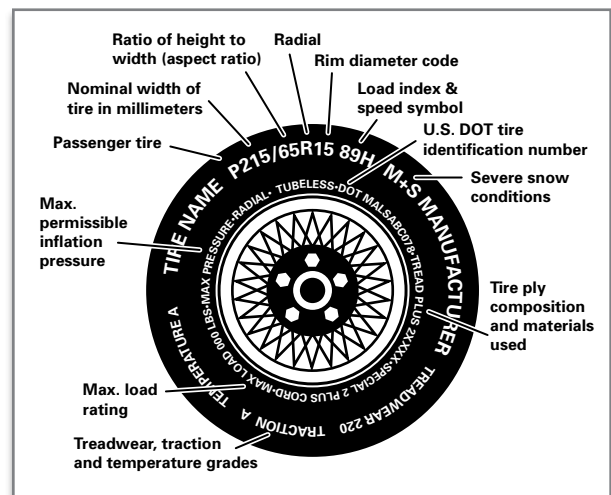 Ratio of height to
width (aspect ratio)
Radial
Rim diameter code
Nominal width of
tire in millimeters
Load index &
speed symbol
Passenger tire
U.S. DOT tire
identification number
Severe snow
conditions
Max.
permissible
inflation
pressure
Tire ply
composition
and materials
used
Max. load
rating
Treadwear, traction
and temperature grades
TIRE NAME P215/65R15 89H M+S MANUFACTURER
TREADWEAR 220 TRACTION A TEMPERATURE A
MAX PRESSURE•RADIAL• TUBELESS•DOT MALSABC078•TREAD PLUS 2XXXX•SPECIAL 2 PLUS CORD•MAX LOAD 000 LBS•